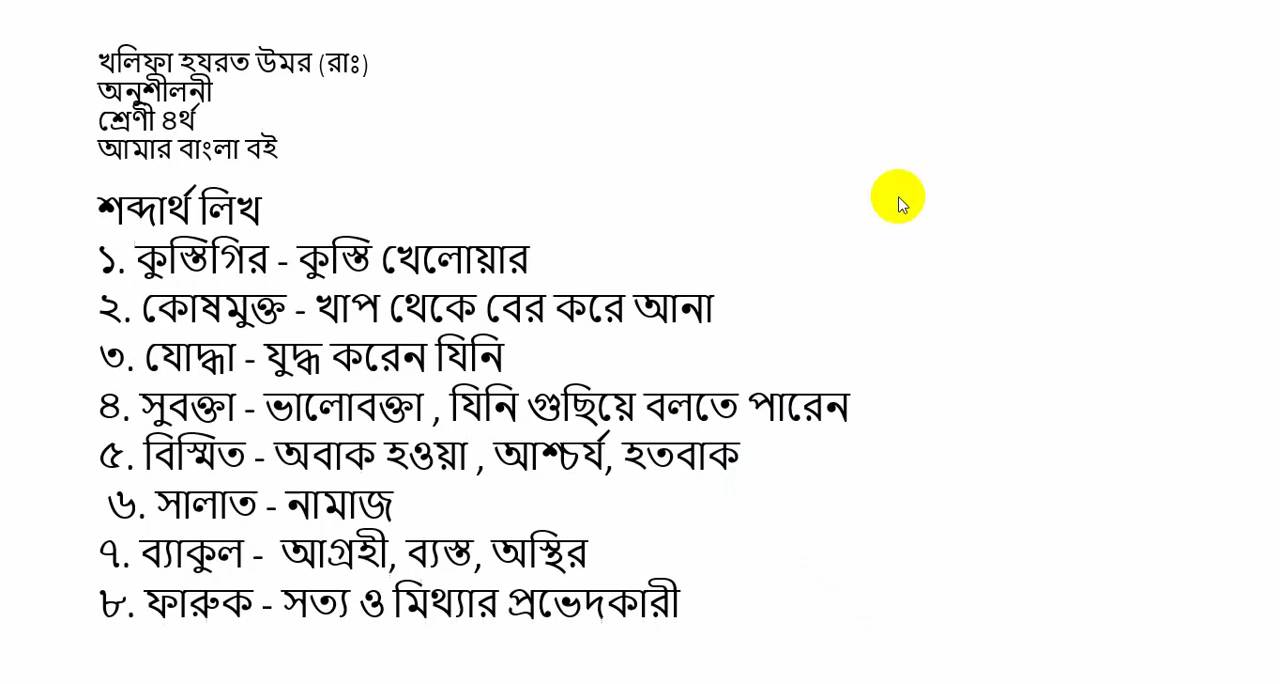 খলিফা হযরত উমর (রাঃ)
অনুশীলনী
শ্রেণী ৪র্থ
আমার বাংলা বই
শব্দার্থ লিখ
১. কুস্তিগির - কুস্তি খেলোয়ার
২. কোষমুক্ত - খাপ থেকে বের করে আনা
৩. যোদ্ধা - যুদ্ধ করেন যিনি
৪. সুবক্তা - ভালোবক্তা , যিনি গুছিয়ে বলতে পারেন
৫. বিস্মিত - অবাক হওয়া , আশ্চর্য, হতবাক
৬. সালাত - নামাজ
৭. ব্যাকুল - আগ্রহী, ব্যস্ত, অস্থির
৮. ফারুক - সত্য ও মিথ্যার প্রভেদকারী